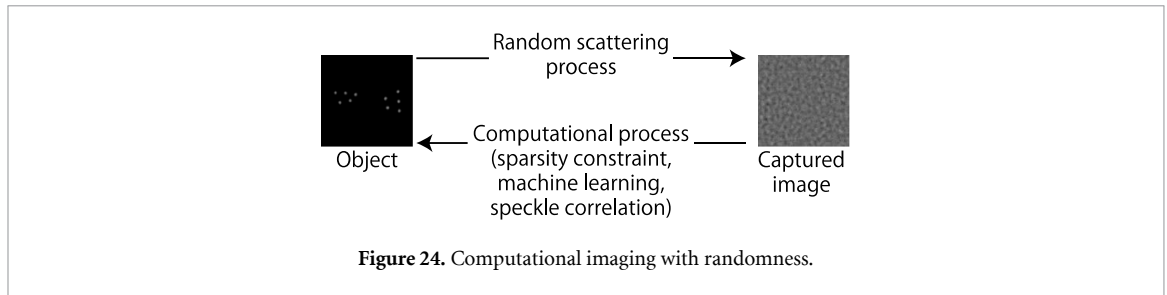 Random scattering
process
Computational process
(sparsity constraint,
machine learning,
speckle correlation)
Object
Captured
image
Figure 24. Computational imaging with randomness.